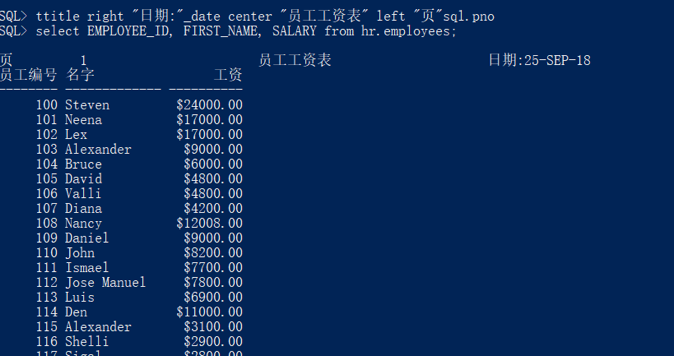 SQL> ttitle right "日期:"_date center "员工工资表" left "页"sql.pno
SQL> select EMPLOYEE_ID, FIRST_NAME, SALARY from hr.employees;
页 1 员工工资表 日期:25-SEP-18
员工编号 名字 工资
-------- ------------- ----------
100 Steven $24000.00
101 Neena $17000.00
102 Lex $17000.00
103 Alexander $9000.00
104 Bruce $6000.00
105 David $4800.00
106 Valli $4800.00
107 Diana $4200.00
108 Nancy $12008.00
109 Daniel $9000.00
110 John $8200.00
111 Ismael $7700.00
112 Jose Manuel $7800.00
113 Luis $6900.00
114 Den $11000.00
115 Alexander $3100.00
116 Shelli $2900.00
117 Sigal $2800.00